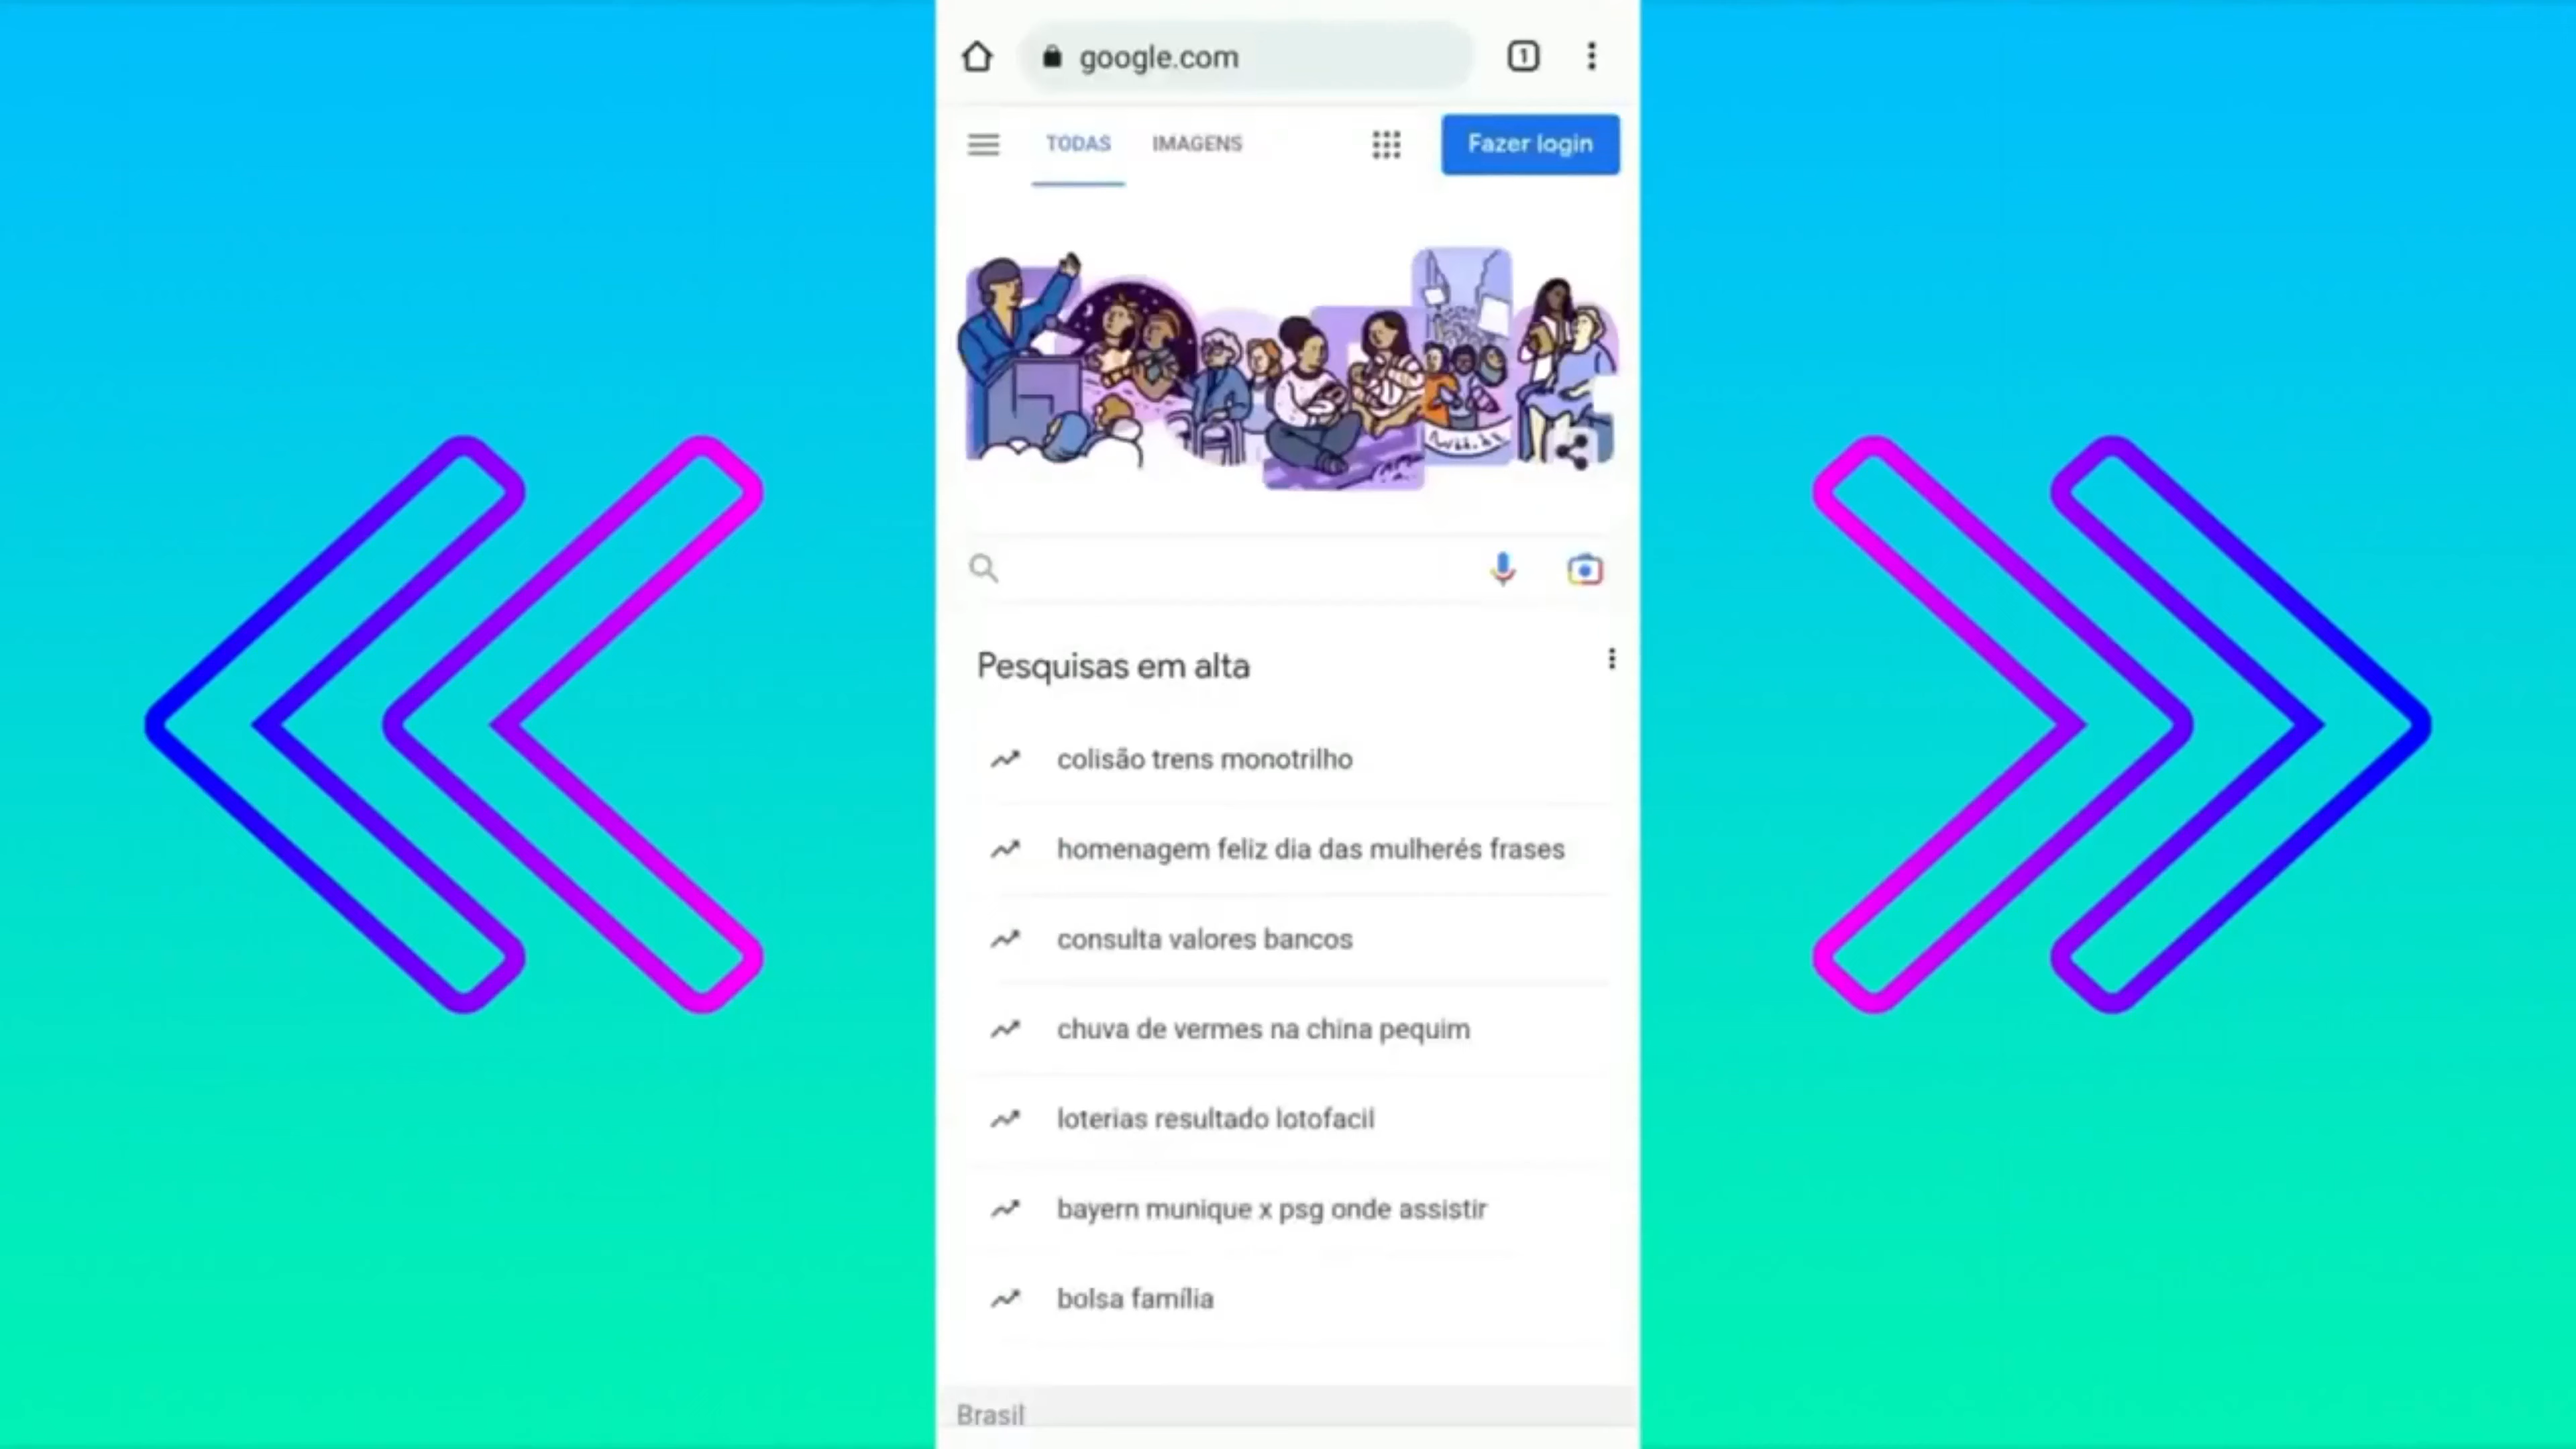 google.com
1
TODAS IMAGENS
Fazer login
Pesquisas em alta
colisão trens monotrilho
homenagem feliz dia das mulherés frases
consulta valores bancos
chuva de vermes na china pequim
loterias resultado lotofacil
bayern munique x psg onde assistir
bolsa família
Brasil